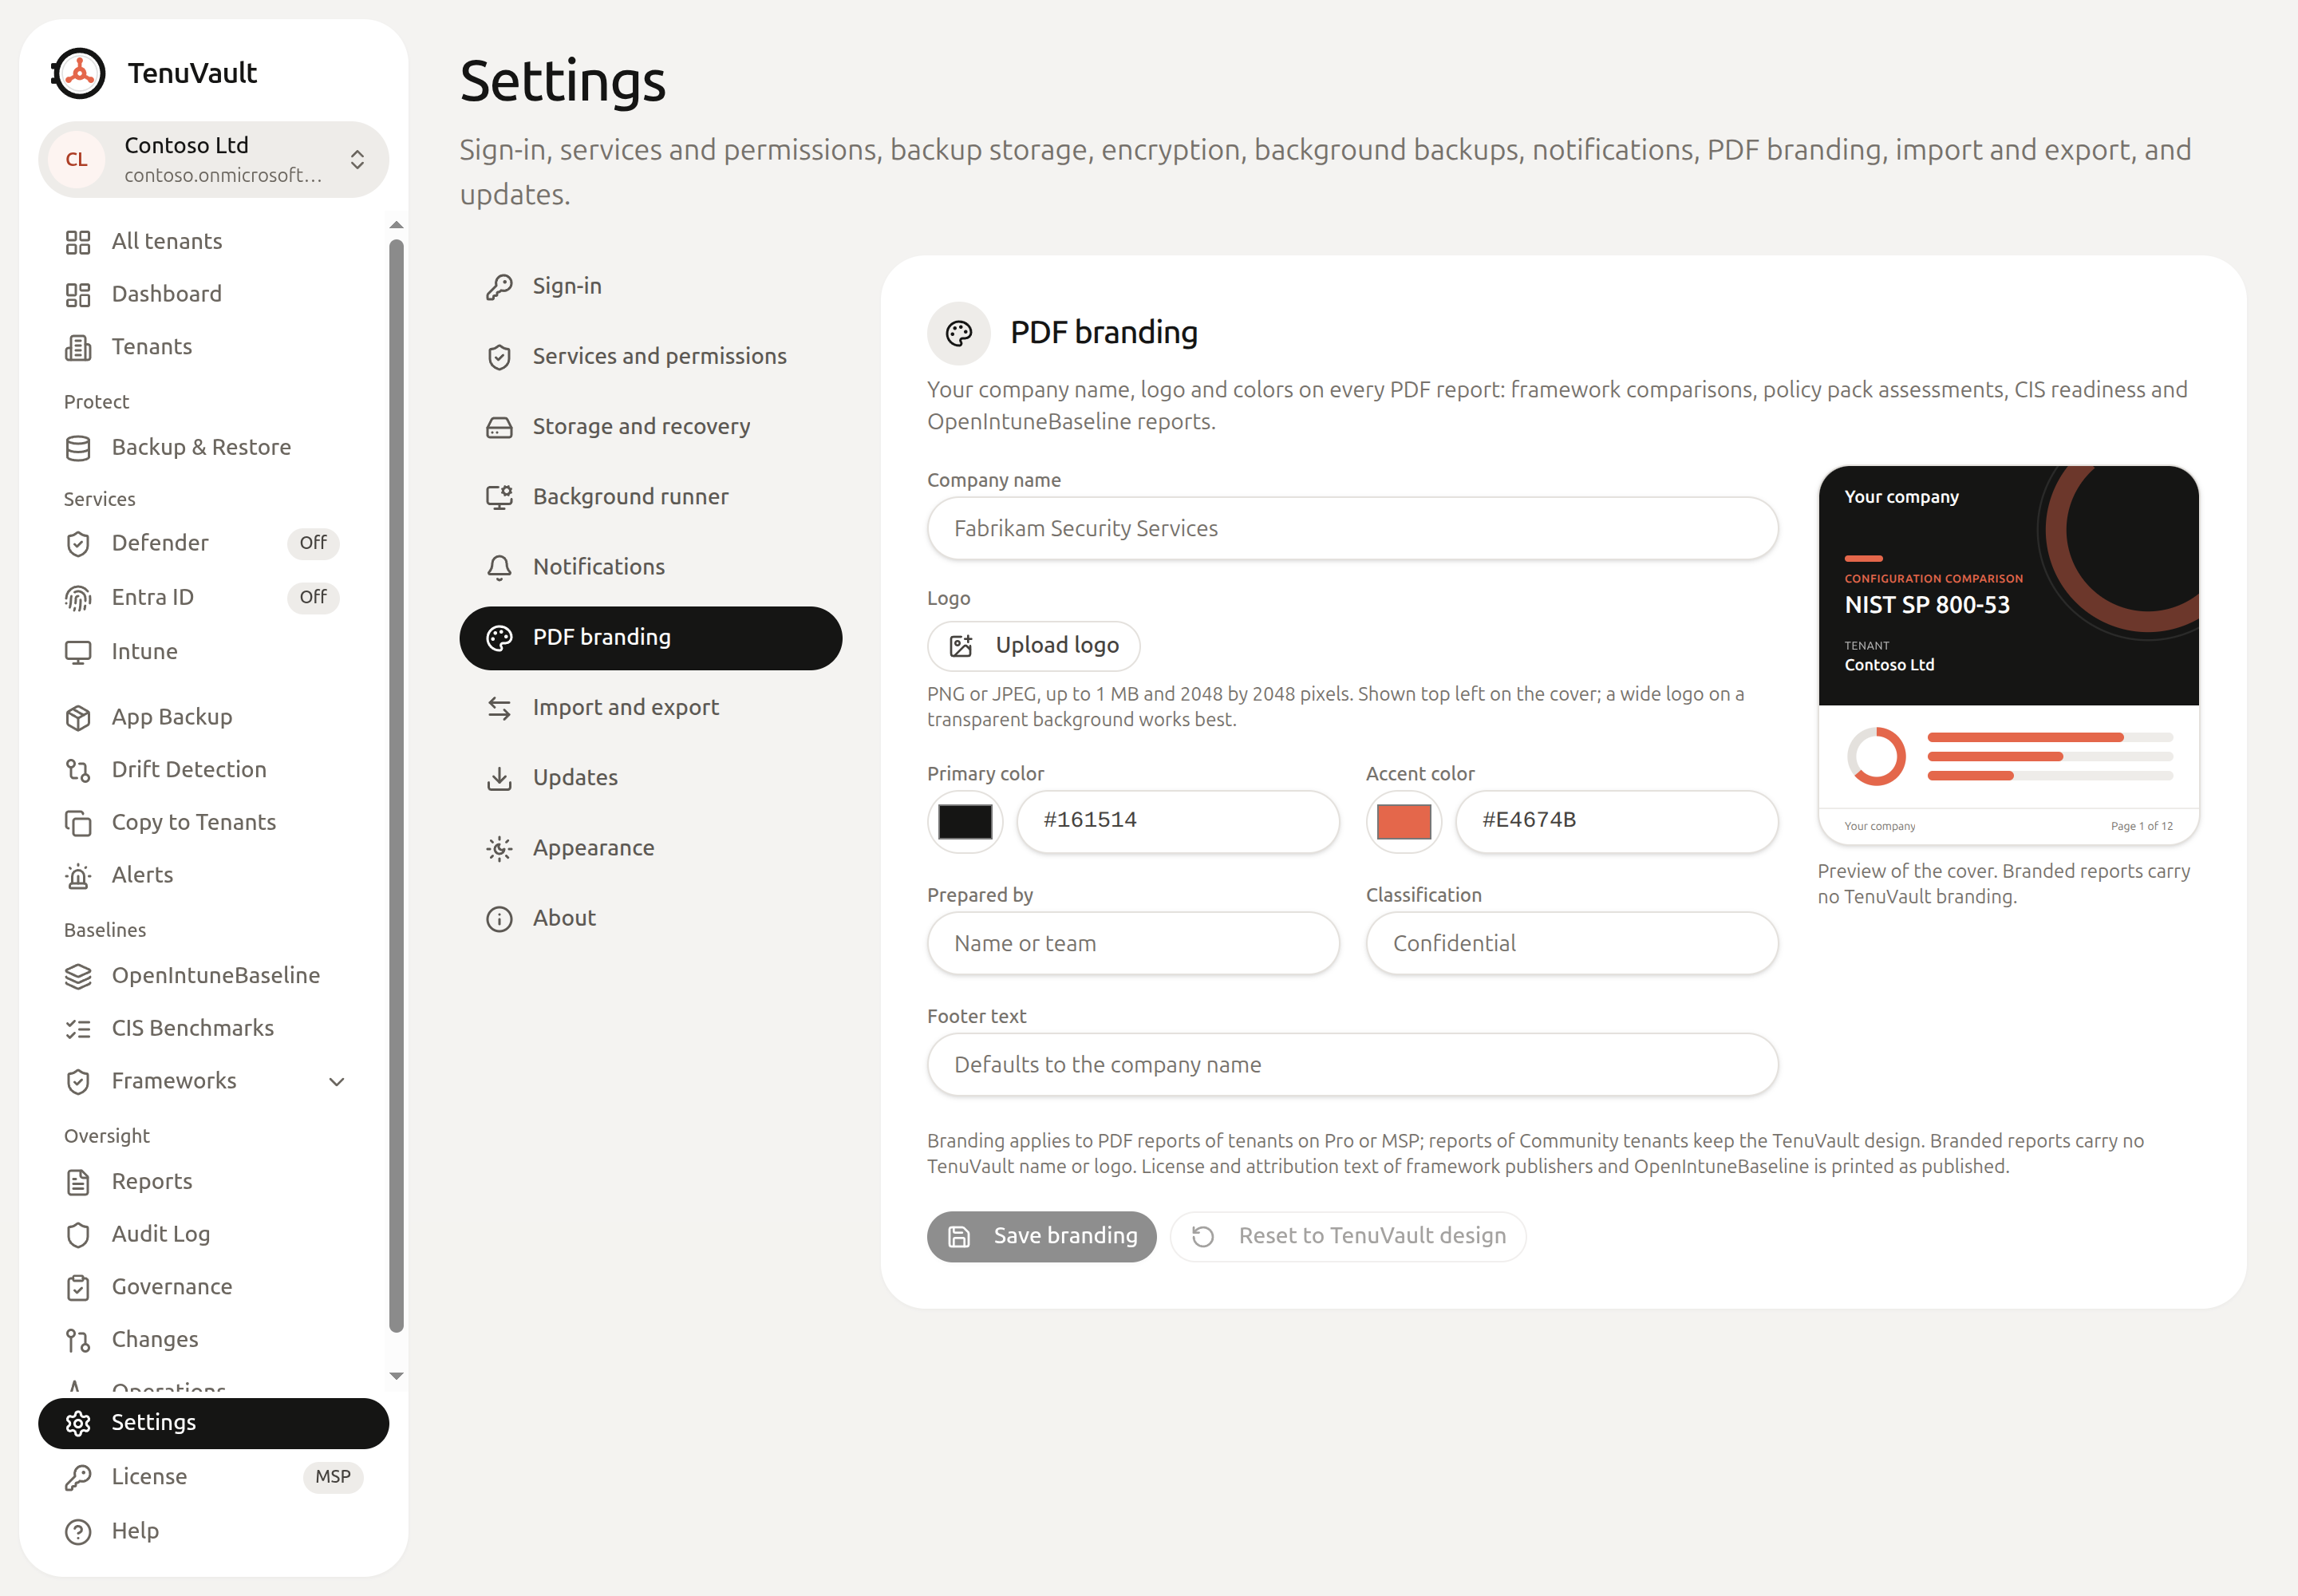 TenuVault
CL
Contoso Ltd
contoso.onmicrosoft...
All tenants
Dashboard
Tenants
Protect
Backup & Restore
Services
Defender
Off
Entra ID
Off
Intune
App Backup
Drift Detection
Copy to Tenants
Alerts
Baselines
OpenIntuneBaseline
CIS Benchmarks
Frameworks
Oversight
Reports
Audit Log
Governance
Changes
Operations
Settings
License
MSP
Help
Settings
Sign-in, services and permissions, backup storage, encryption, background backups, notifications, PDF branding, import and export, and
updates.
Sign-in
Services and permissions
Storage and recovery
Background runner
Notifications
PDF branding
Import and export
Updates
Appearance
About
PDF branding
Your company name, logo and colors on every PDF report: framework comparisons, policy pack assessments, CIS readiness and
OpenIntuneBaseline reports.
Company name
Fabrikam Security Services
Logo
Upload logo
PNG or JPEG, up to 1 MB and 2048 by 2048 pixels. Shown top left on the cover; a wide logo on a
transparent background works best.
Primary color
#161514
Accent color
#E4674B
Prepared by
Name or team
Classification
Confidential
Footer text
Defaults to the company name
Your company
CONFIGURATION COMPARISON
NIST SP 800-53
TENANT
Contoso Ltd
Your company
Page 1 of 12
Preview of the cover. Branded reports carry
no TenuVault branding.
Branding applies to PDF reports of tenants on Pro or MSP; reports of Community tenants keep the TenuVault design. Branded reports carry no
TenuVault name or logo. License and attribution text of framework publishers and OpenIntuneBaseline is printed as published.
Save branding
Reset to TenuVault design